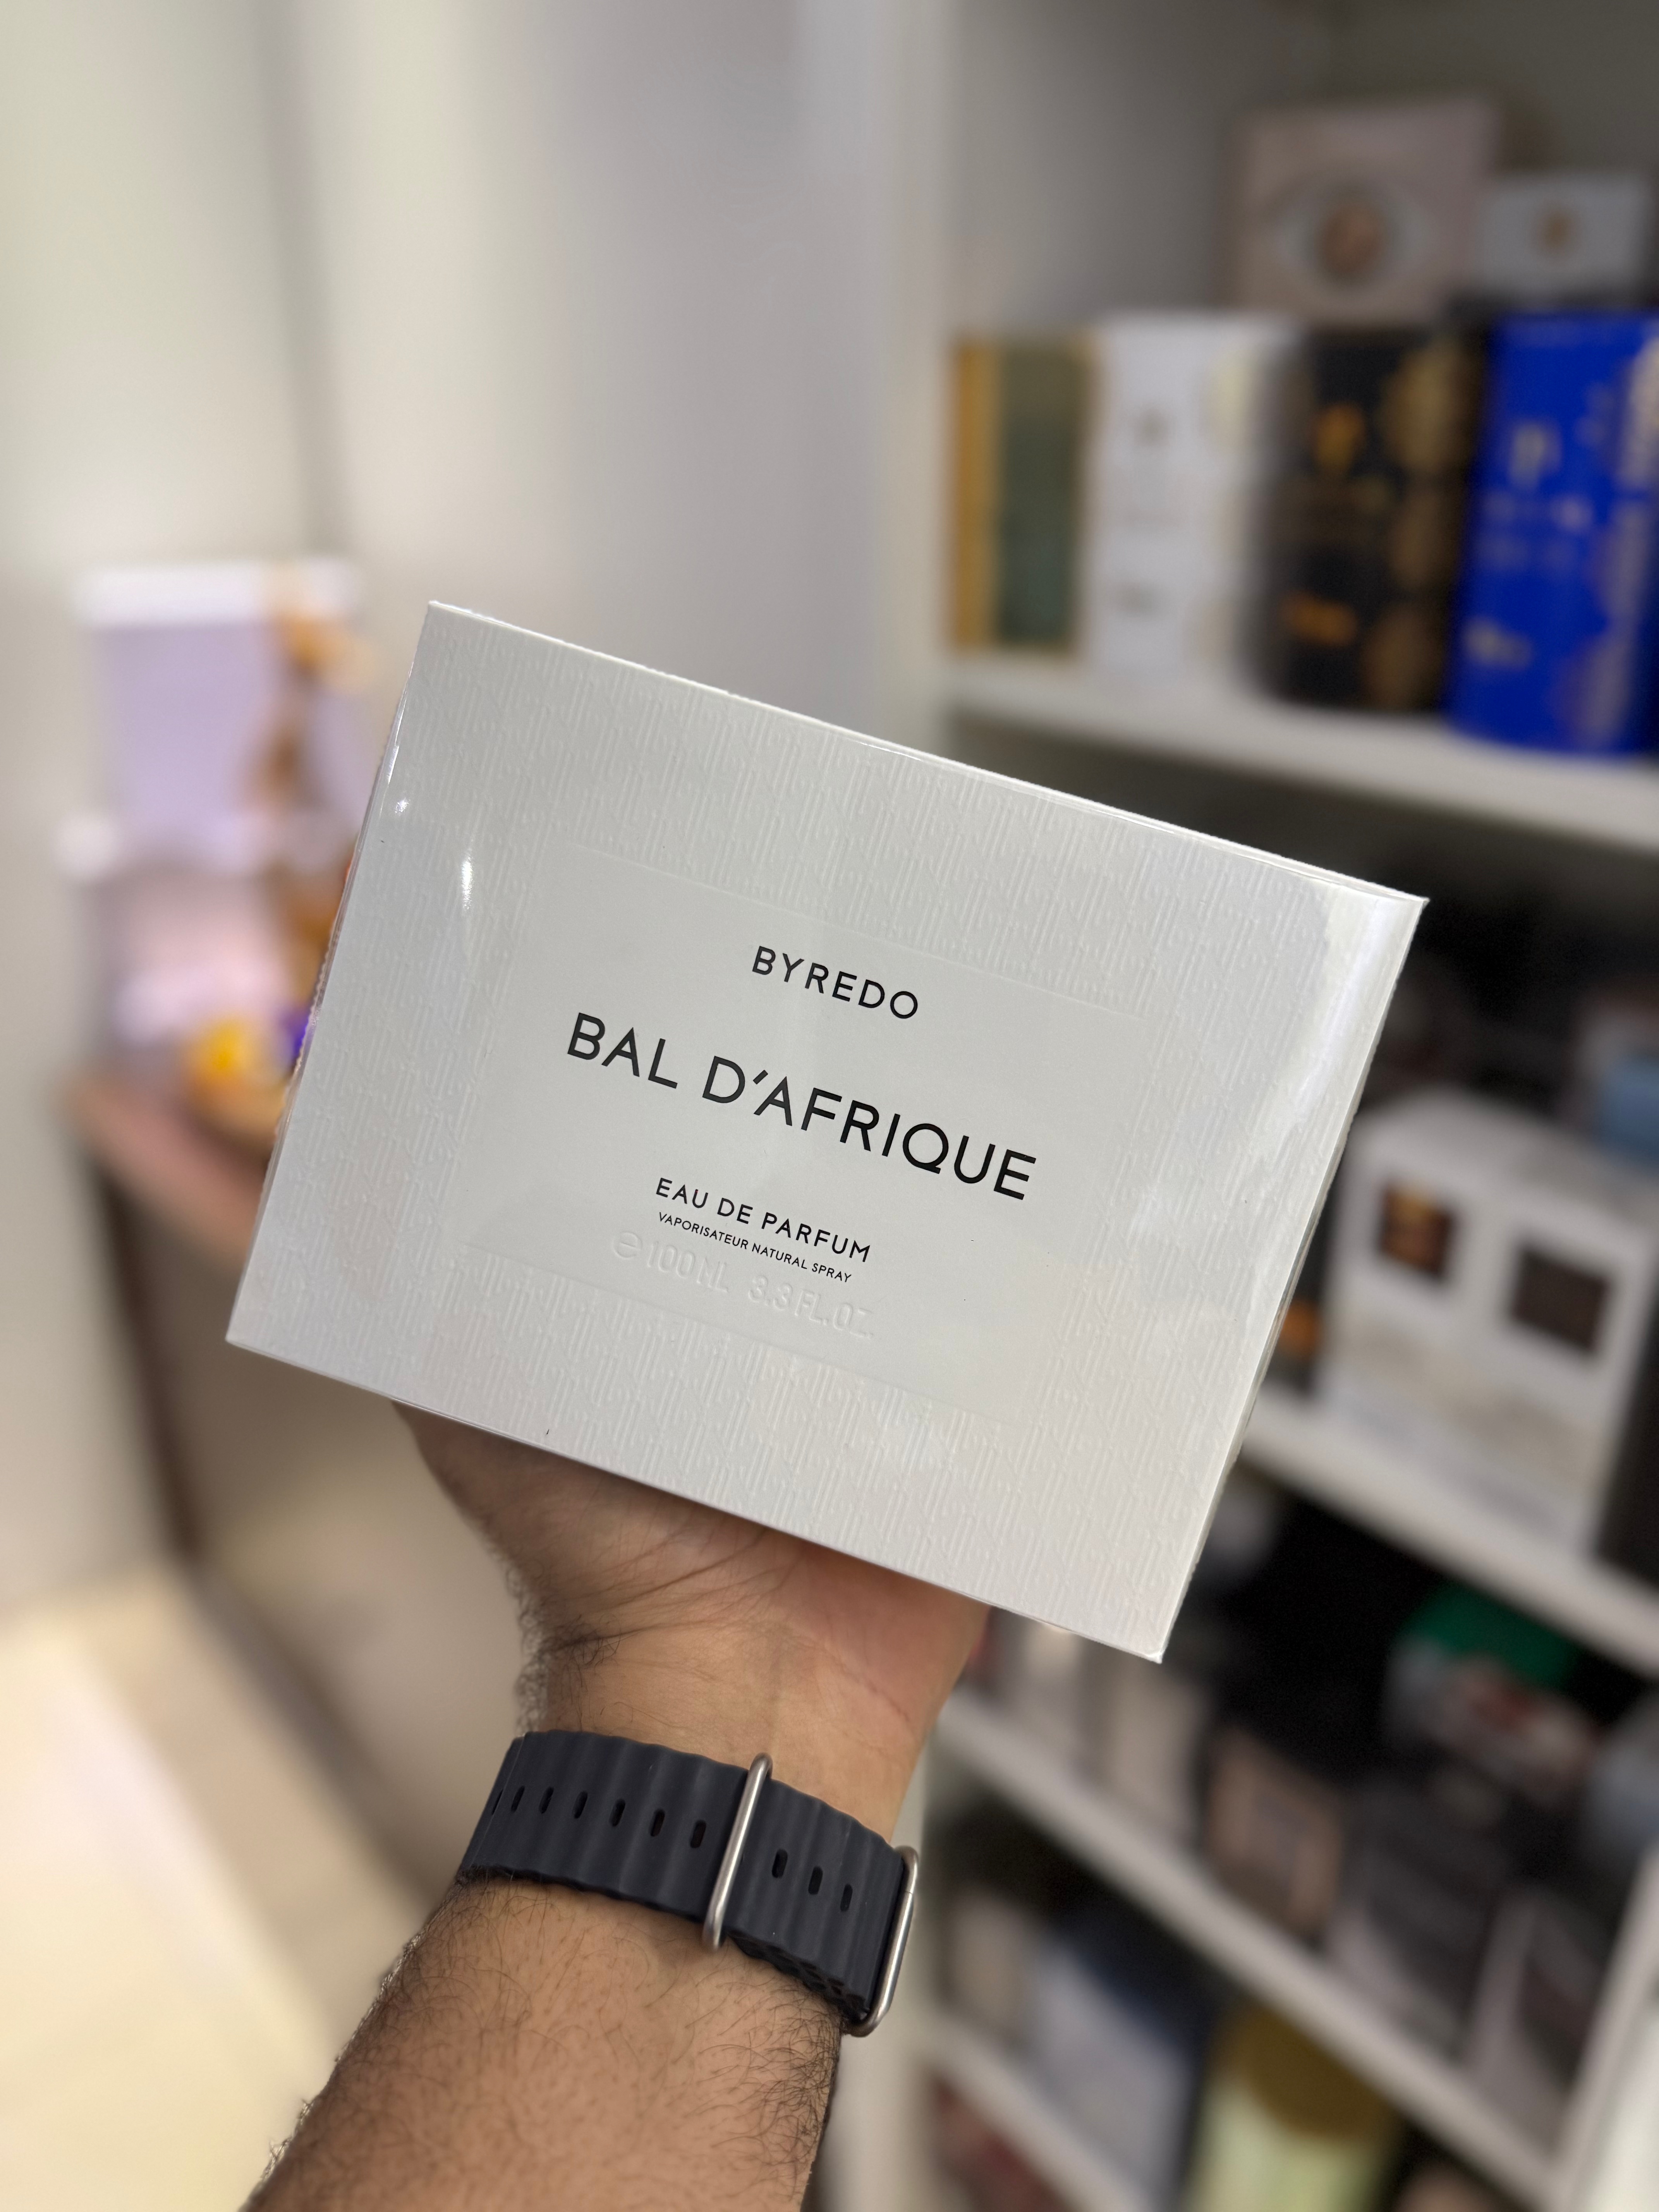 BYREDO
BAL D'AFRIQUE
EAU DE PARFUM
VAPORISATEUR NATURAL SPRAY
℮ 100 ML 3.3 FL.OZ.